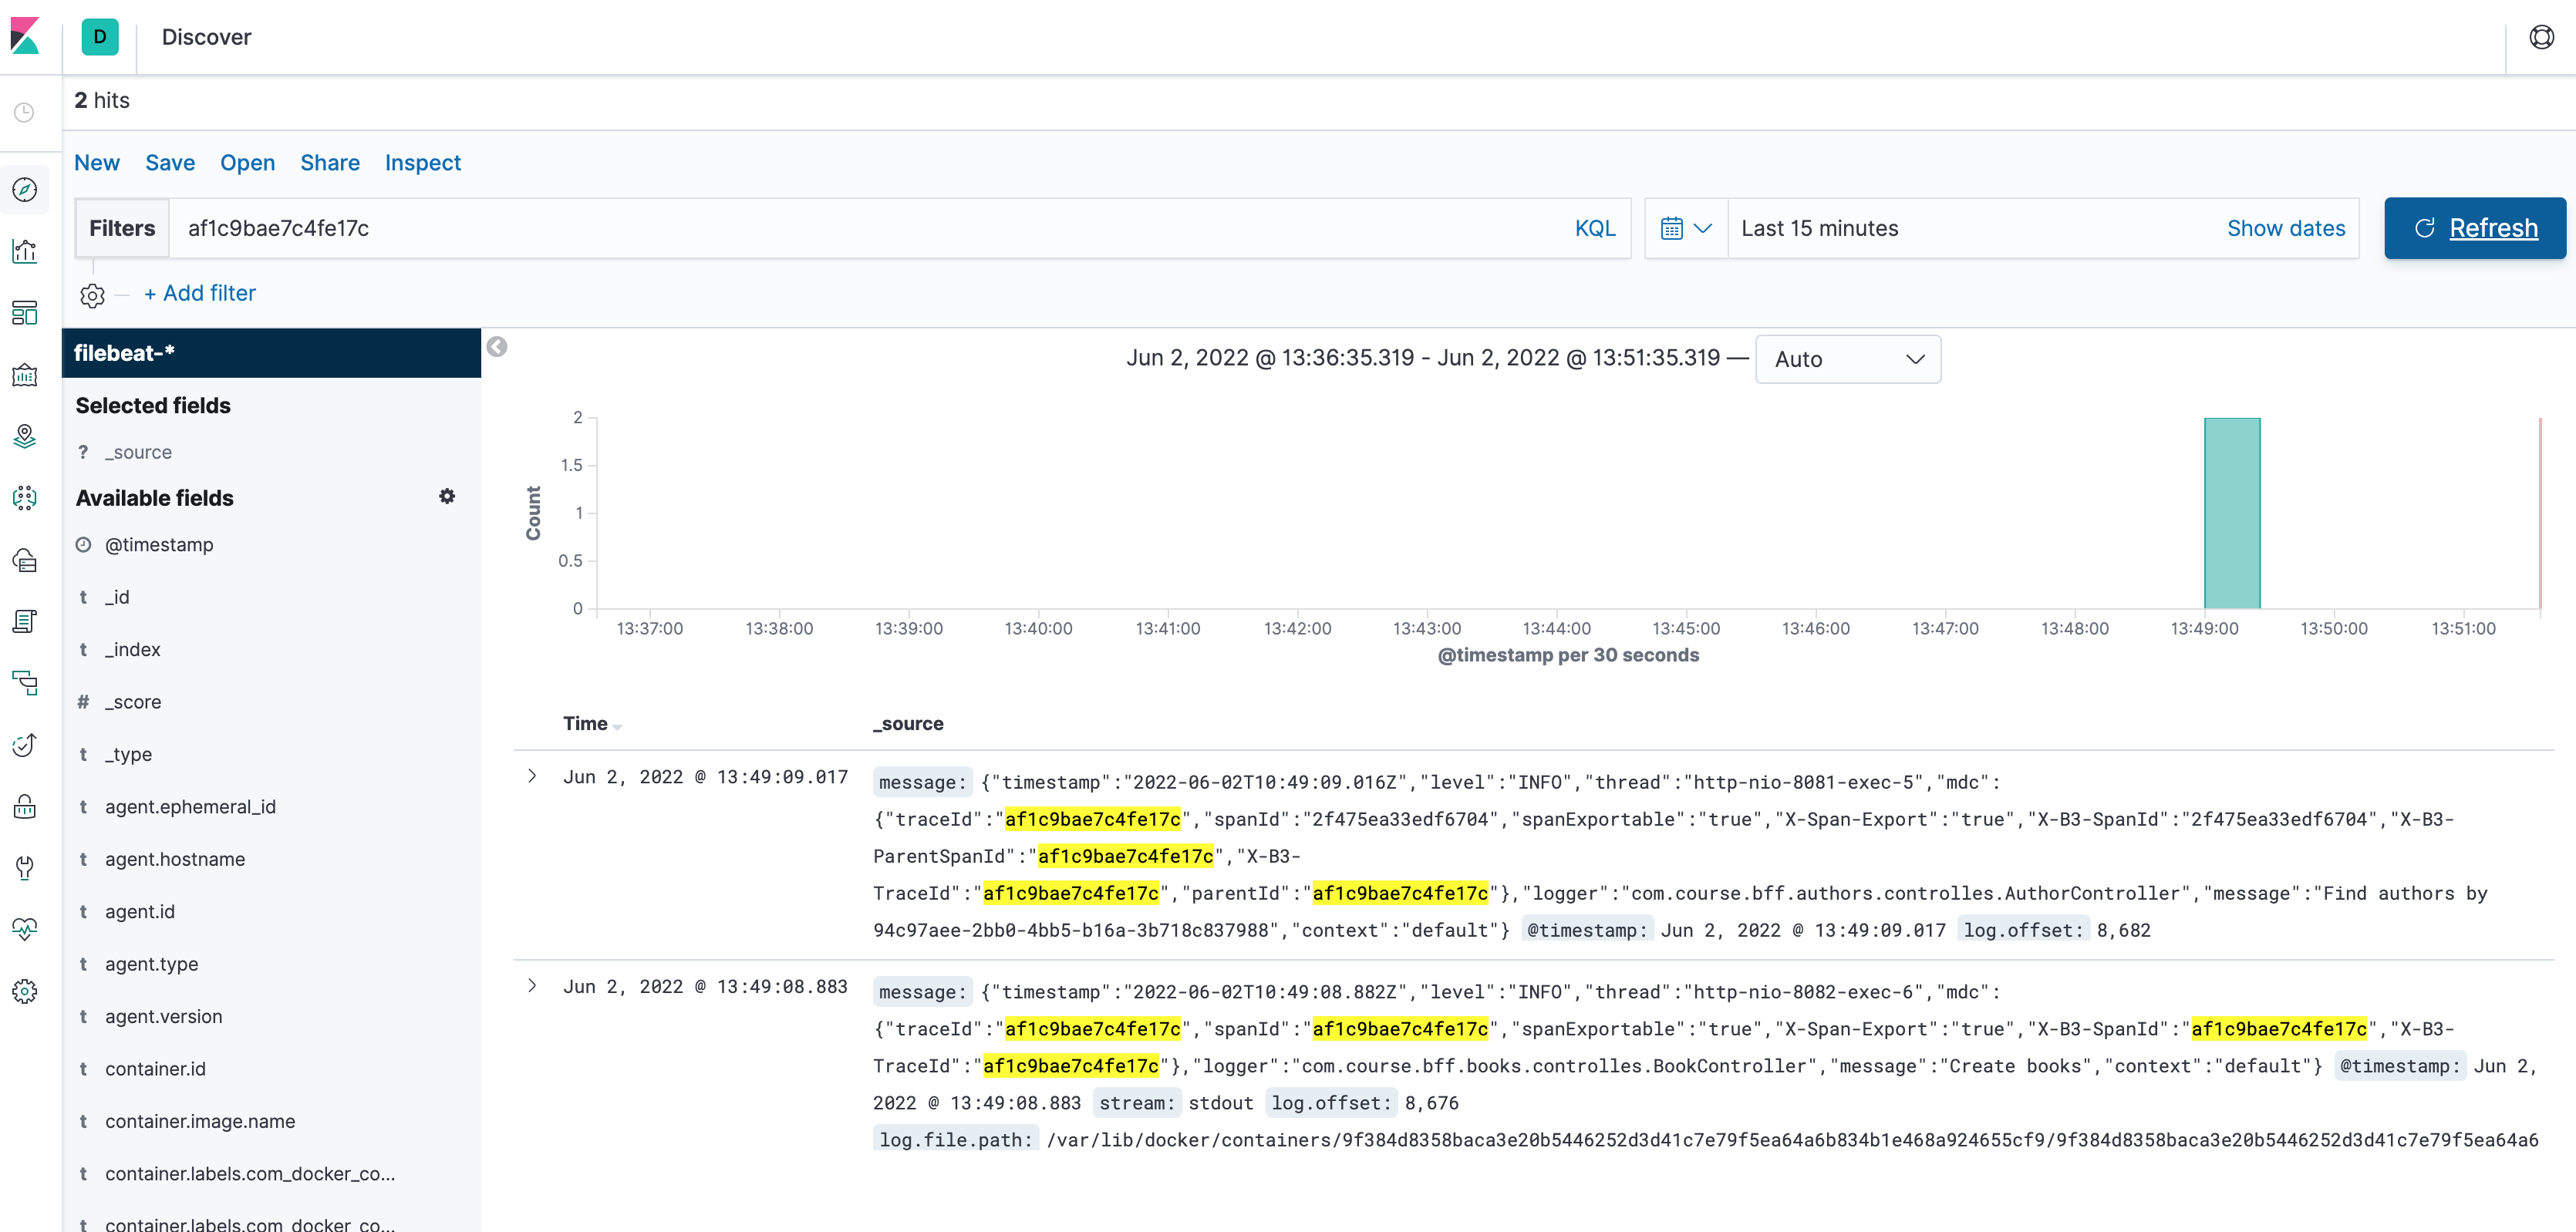 D Discover
2 hits
New Save Open Share Inspect
Filters af1c9bae7c4fe17c KQL Last 15 minutes Show dates Refresh
+ Add filter
filebeat-*
Selected fields
? _source
Available fields
@timestamp
t _id
t _index
# _score
t _type
t agent.ephemeral_id
t agent.hostname
t agent.id
t agent.type
t agent.version
t container.id
t container.image.name
t container.labels.com_docker_co...
t container.labels.com_docker_co...
Jun 2, 2022 @ 13:36:35.319 - Jun 2, 2022 @ 13:51:35.319 — Auto
Count
2
1.5
1
0.5
0
13:37:00 13:38:00 13:39:00 13:40:00 13:41:00 13:42:00 13:43:00 13:44:00 13:45:00 13:46:00 13:47:00 13:48:00 13:49:00 13:50:00 13:51:00
@timestamp per 30 seconds
Time _source
Jun 2, 2022 @ 13:49:09.017 message: {"timestamp":"2022-06-02T10:49:09.016Z","level":"INFO","thread":"http-nio-8081-exec-5","mdc":
{"traceId":"af1c9bae7c4fe17c","spanId":"2f475ea33edf6704","spanExportable":"true","X-Span-Export":"true","X-B3-SpanId":"2f475ea33edf6704","X-B3-
ParentSpanId":"af1c9bae7c4fe17c","X-B3-
TraceId":"af1c9bae7c4fe17c","parentId":"af1c9bae7c4fe17c"},"logger":"com.course.bff.authors.controlles.AuthorController","message":"Find authors by
94c97aee-2bb0-4bb5-b16a-3b718c837988","context":"default"} @timestamp: Jun 2, 2022 @ 13:49:09.017 log.offset: 8,682
Jun 2, 2022 @ 13:49:08.883 message: {"timestamp":"2022-06-02T10:49:08.882Z","level":"INFO","thread":"http-nio-8082-exec-6","mdc":
{"traceId":"af1c9bae7c4fe17c","spanId":"af1c9bae7c4fe17c","spanExportable":"true","X-Span-Export":"true","X-B3-SpanId":"af1c9bae7c4fe17c","X-B3-
TraceId":"af1c9bae7c4fe17c"},"logger":"com.course.bff.books.controlles.BookController","message":"Create books","context":"default"} @timestamp: Jun 2,
2022 @ 13:49:08.883 stream: stdout log.offset: 8,676
log.file.path: /var/lib/docker/containers/9f384d8358baca3e20b5446252d3d41c7e79f5ea64a6b834b1e468a924655cf9/9f384d8358baca3e20b5446252d3d41c7e79f5ea64a6